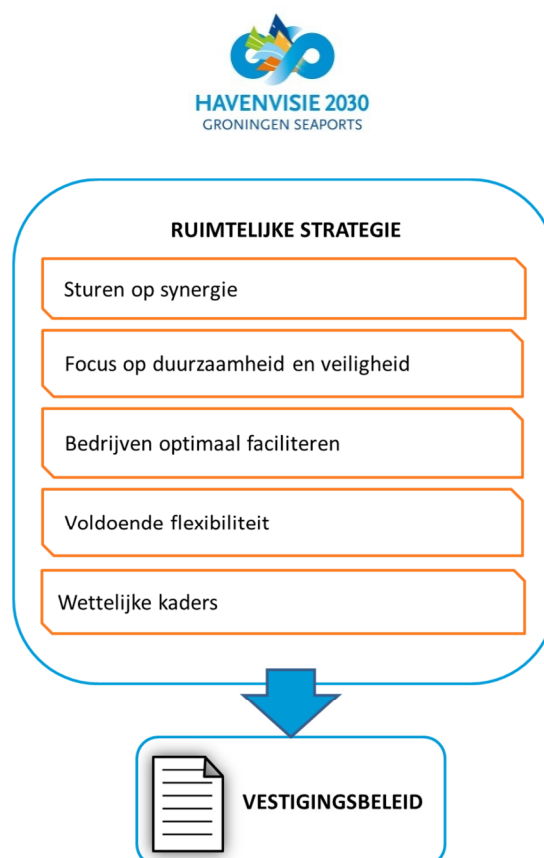 HAVENVISIE 2030
GRONINGEN SEAPORTS
RUIMTELIJKE STRATEGIE
Sturen op synergie
Focus op duurzaamheid en veiligheid
Bedrijven optimaal faciliteren
Voldoende flexibiliteit
Wettelijke kaders
VESTIGINGSBELEID